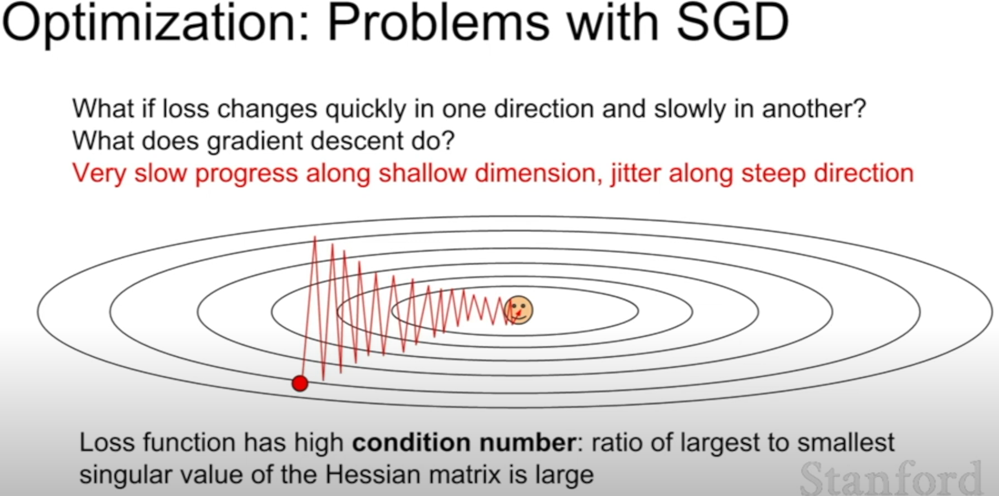 Optimization: Problems with SGD
What if loss changes quickly in one direction and slowly in another?
What does gradient descent do?
Very slow progress along shallow dimension, jitter along steep direction
Loss function has high condition number: ratio of largest to smallest
singular value of the Hessian matrix is large
Stanford